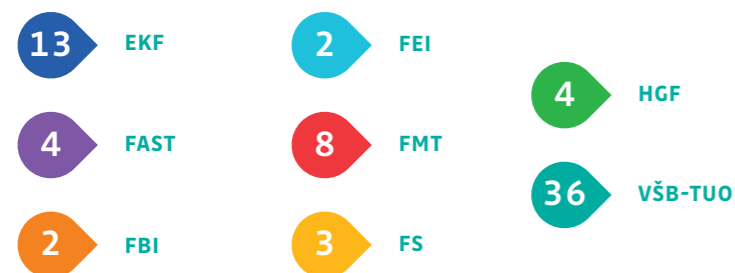 13 EKF
4 FAST
2 FBI
2 FEI
8 FMT
3 FS
4 HGF
36 VŠB-TUO